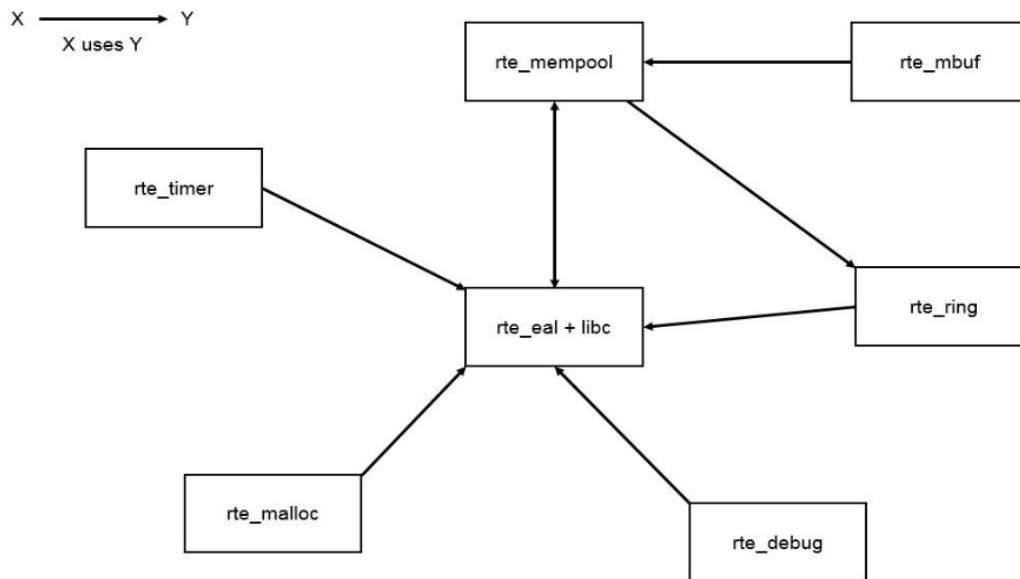 X Y
X uses Y
rte_mempool
rte_mbuf
rte_timer
rte_ring
rte_eal + libc
rte_malloc
rte_debug